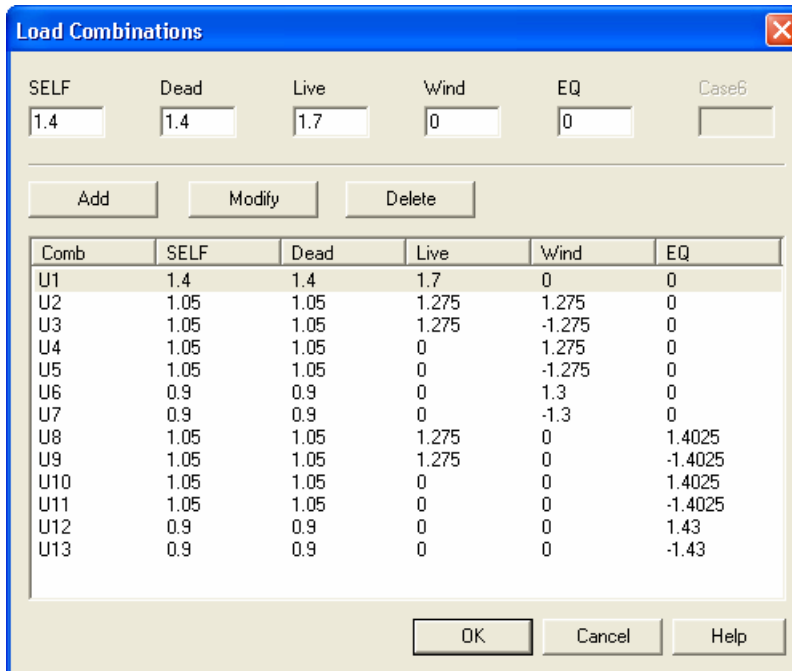 Load Combinations
SELF Dead Live Wind EQ Case6
1.4 1.4 1.7 0 0
Add Modify Delete
Comb SELF Dead Live Wind EQ
U1 1.4 1.4 1.7 0 0
U2 1.05 1.05 1.275 1.275 0
U3 1.05 1.05 1.275 -1.275 0
U4 1.05 1.05 0 1.275 0
U5 1.05 1.05 0 -1.275 0
U6 0.9 0.9 0 1.3 0
U7 0.9 0.9 0 -1.3 0
U8 1.05 1.05 1.275 0 1.4025
U9 1.05 1.05 1.275 0 -1.4025
U10 1.05 1.05 0 0 1.4025
U11 1.05 1.05 0 0 -1.4025
U12 0.9 0.9 0 0 1.43
U13 0.9 0.9 0 0 -1.43
OK Cancel Help